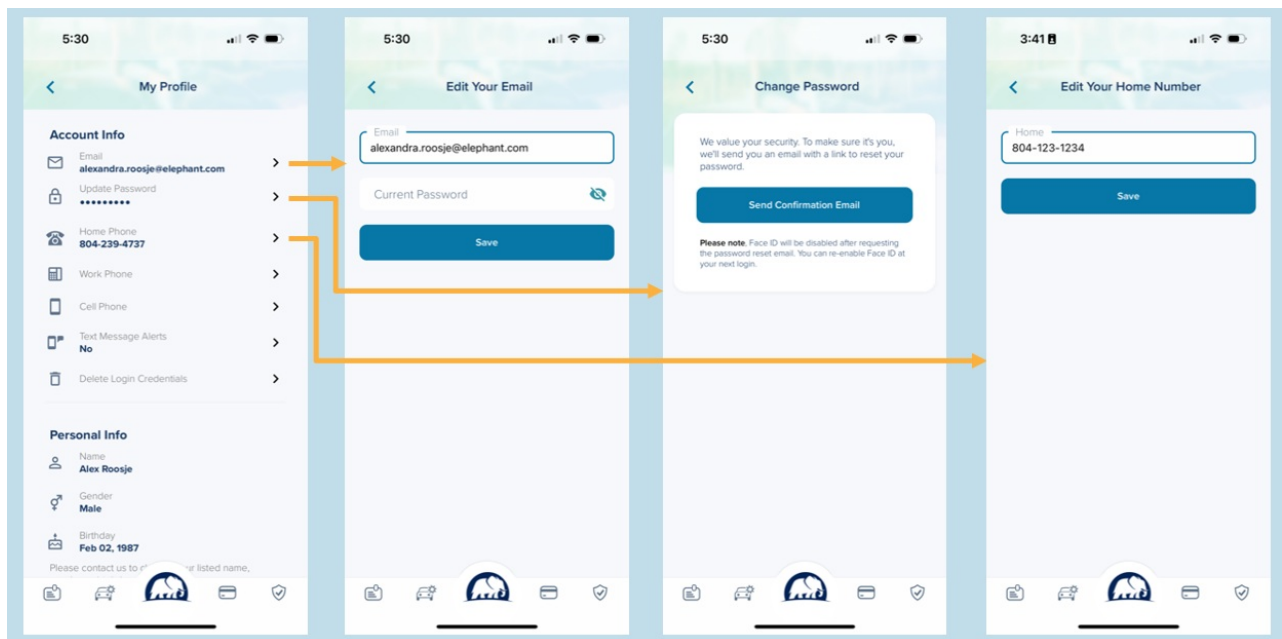 5:30
My Profile
Account Info
Email
alexandra.roosje@elephant.com
Update Password
•••••••••
Home Phone
804-239-4737
Work Phone
Cell Phone
Text Message Alerts
No
Delete Login Credentials
Personal Info
Name
Alex Roosje
Gender
Male
Birthday
Feb 02, 1987
Please contact us to listed name,
5:30
Edit Your Email
Email
alexandra.roosje@elephant.com
Current Password
Save
5:30
Change Password
We value your security. To make sure it's you,
we'll send you an email with a link to reset your
password.
Send Confirmation Email
Please note, Face ID will be disabled after requesting
the password reset email. You can re-enable Face ID at
your next login.
3:41
Edit Your Home Number
Home
804-123-1234
Save